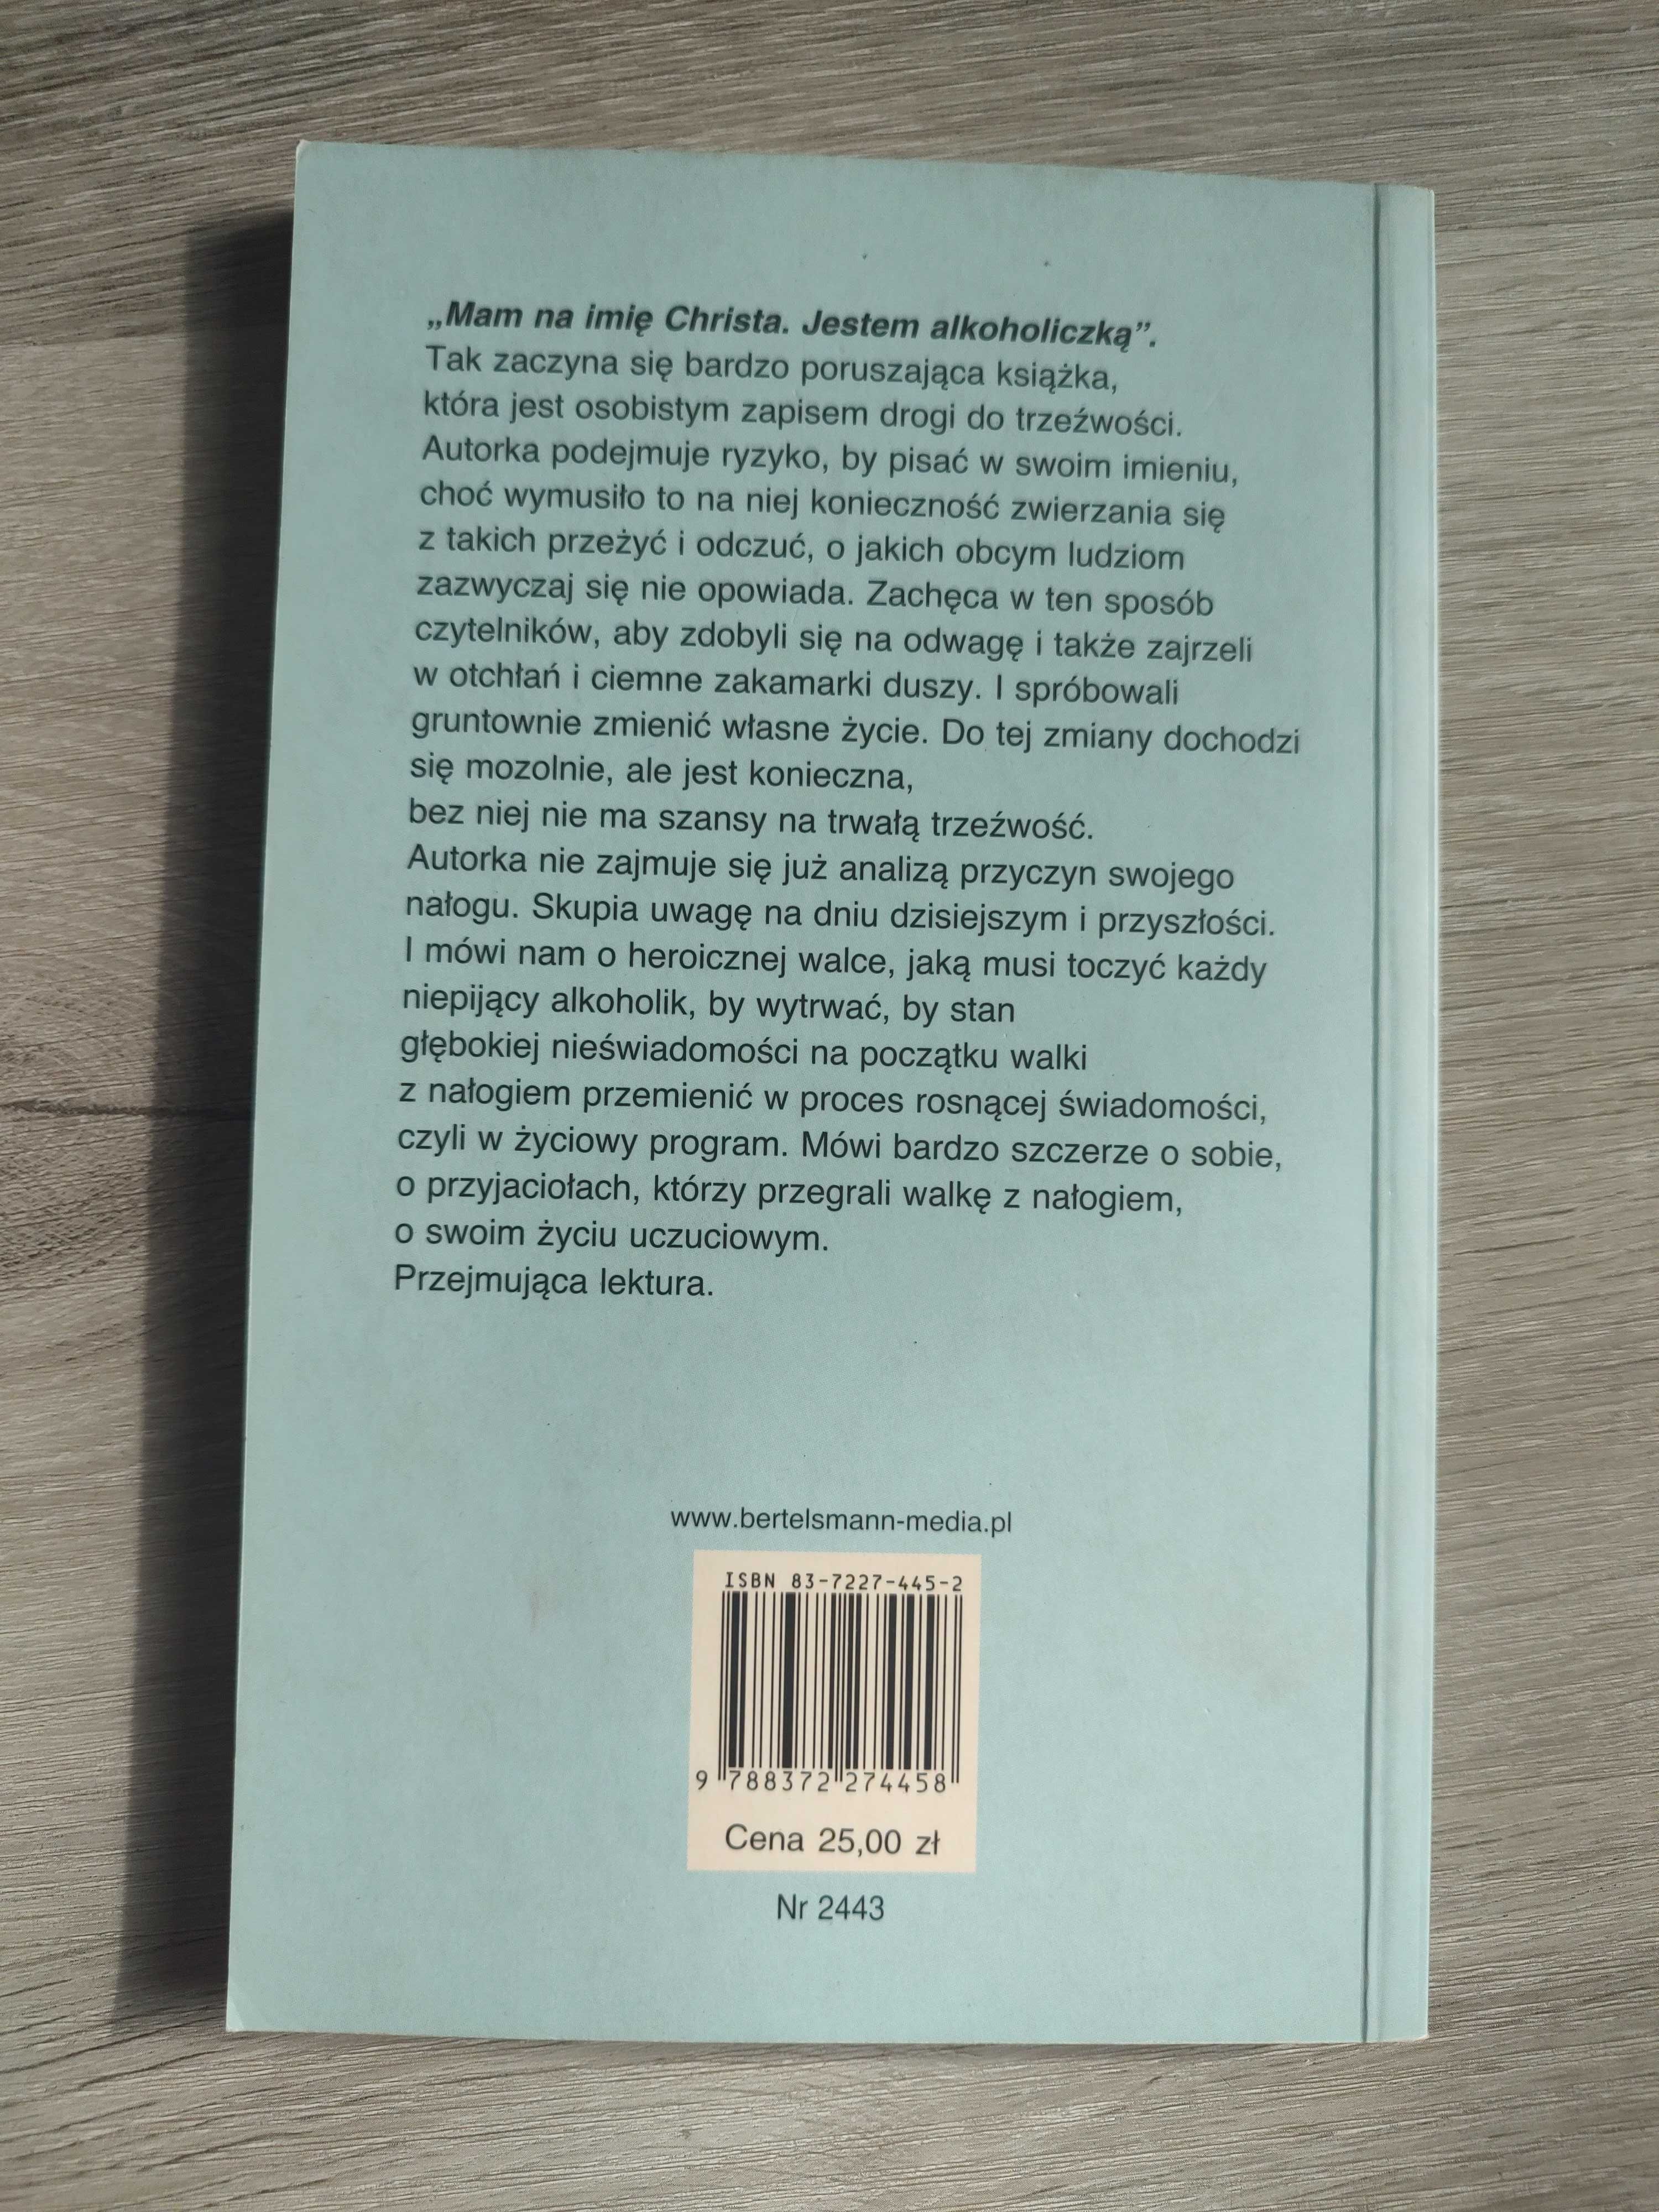 „Mam na imię Christa. Jestem alkoholiczką”.
Tak zaczyna się bardzo poruszająca książka,
która jest osobistym zapisem drogi do trzeźwości.
Autorka podejmuje ryzyko, by pisać w swoim imieniu,
choć wymusiło to na niej konieczność zwierzania się
z takich przeżyć i odczuć, o jakich obcym ludziom
zazwyczaj się nie opowiada. Zachęca w ten sposób
czytelników, aby zdobyli się na odwagę i także zajrzeli
w otchłań i ciemne zakamarki duszy. I spróbowali
gruntownie zmienić własne życie. Do tej zmiany dochodzi
się mozolnie, ale jest konieczna,
bez niej nie ma szansy na trwałą trzeźwość.
Autorka nie zajmuje się już analizą przyczyn swojego
nałogu. Skupia uwagę na dniu dzisiejszym i przyszłości.
I mówi nam o heroicznej walce, jaką musi toczyć każdy
niepijący alkoholik, by wytrwać, by stan
głębokiej nieświadomości na początku walki
z nałogiem przemienić w proces rosnącej świadomości,
czyli w życiowy program. Mówi bardzo szczerze o sobie,
o przyjaciołach, którzy przegrali walkę z nałogiem,
o swoim życiu uczuciowym.
Przejmująca lektura.
www.bertelsmann-media.pl
ISBN 83-7227-445-2
9 788372 274458
Cena 25,00 zł
Nr 2443